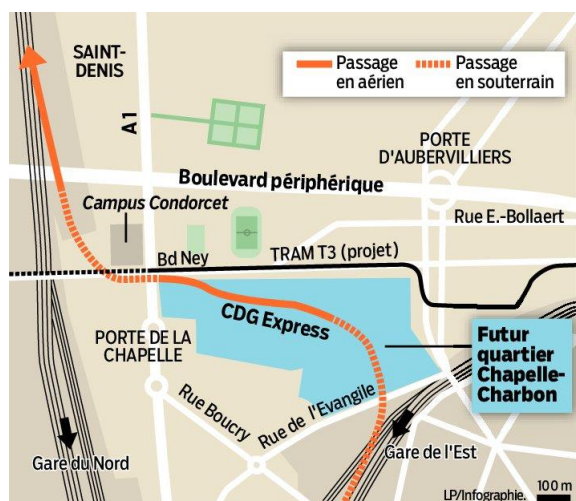 SAINT-
DENIS
Passage
en aérien
Passage
en souterrain
A1
PORTE
D'AUBERVILLIERS
Boulevard périphérique
Campus Condorcet
Rue E.-Bollaert
Bd Ney
TRAM T3 (projet)
CDG Express
PORTE DE LA
CHAPELLE
Futur
quartier
Chapelle-
Charbon
Rue Boucry
Rue de l'Evangile
Gare du Nord
Gare de l'Est
LP/Infographie.
100 m